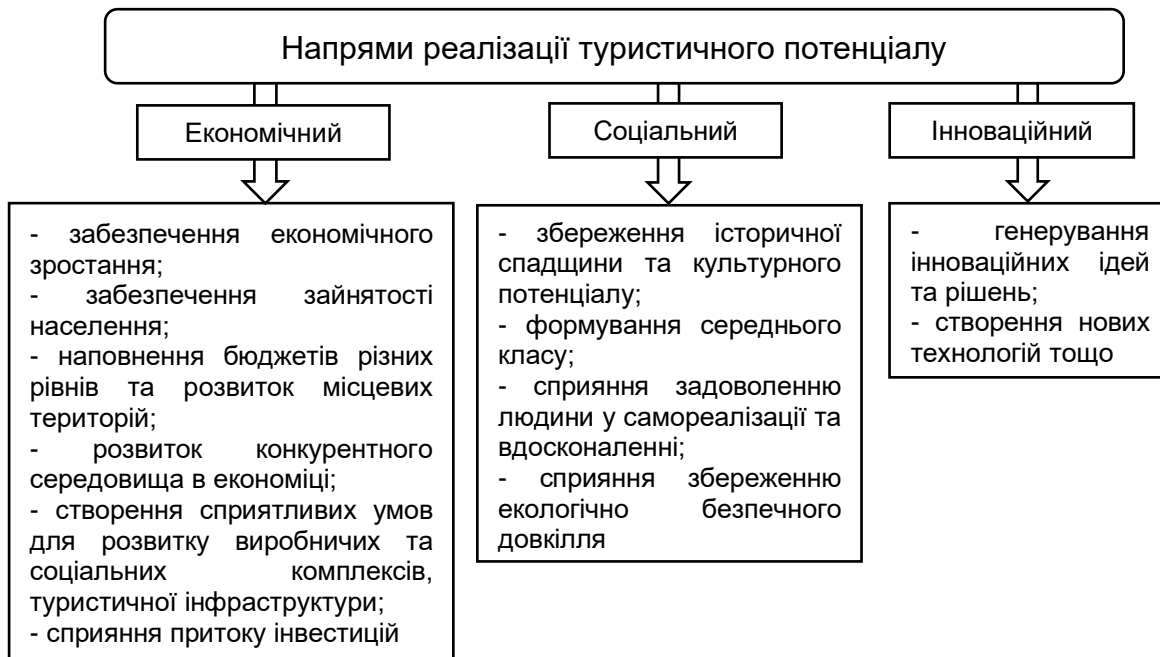 Напрями реалізації туристичного потенціалу
Економічний
Соціальний
Інноваційний
- забезпечення економічного
зростання;
- забезпечення зайнятості
населення;
- наповнення бюджетів різних
рівнів та розвиток місцевих
територій;
- розвиток конкурентного
середовища в економіці;
- створення сприятливих умов
для розвитку виробничих та
соціальних комплексів,
туристичної інфраструктури;
- сприяння притоку інвестицій
- збереження історичної
спадщини та культурного
потенціалу;
- формування середнього
класу;
- сприяння задоволенню
людини у самореалізації та
вдосконаленні;
- сприяння збереженню
екологічно безпечного
довкілля
- генерування
інноваційних ідей
та рішень;
- створення нових
технологій тощо